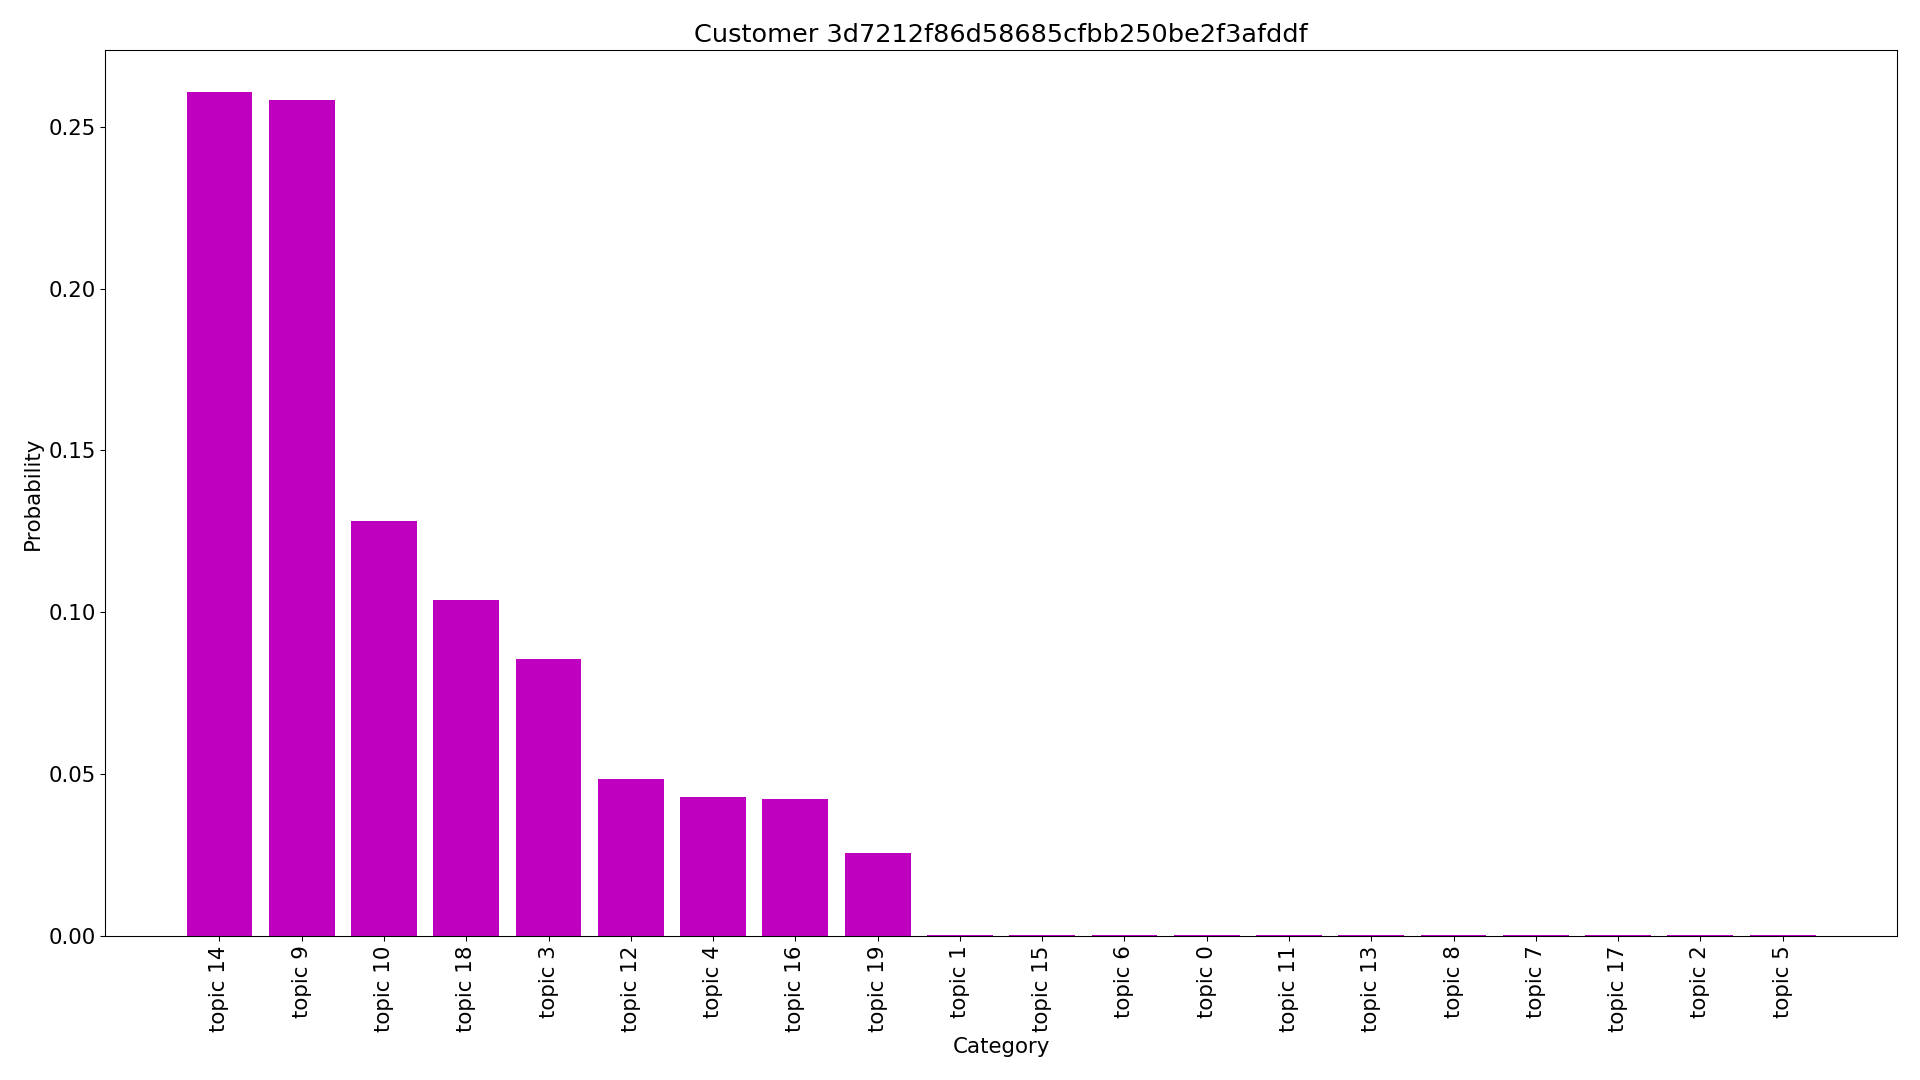 Customer 3d7212f86d58685cfbb250be2f3afddf
Probability
0.25
0.20
0.15
0.10
0.05
0.00
topic 14
topic 9
topic 10
topic 18
topic 3
topic 12
topic 4
topic 16
topic 19
topic 1
topic 15
topic 6
topic 0
topic 11
topic 13
topic 8
topic 7
topic 17
topic 2
topic 5
Category